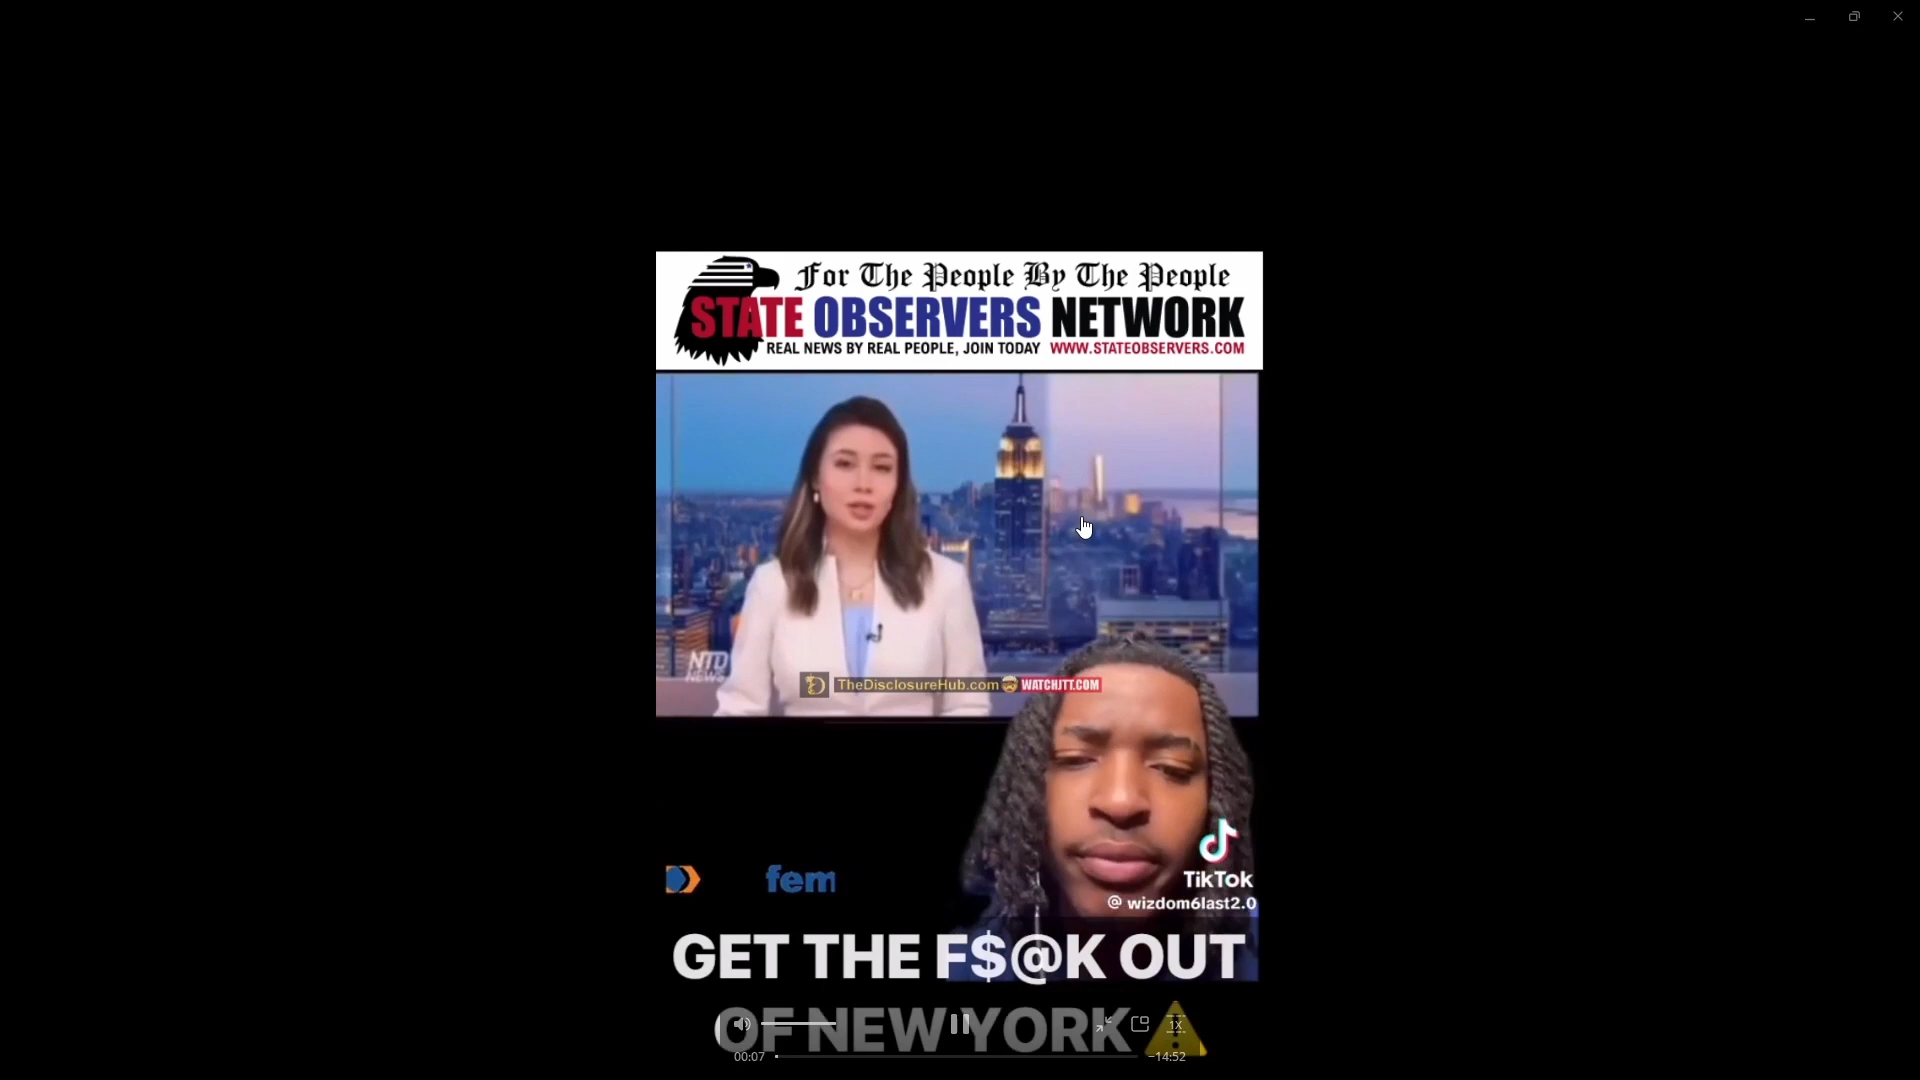 For The People By The People
STATE OBSERVERS NETWORK
REAL NEWS BY REAL PEOPLE, JOIN TODAY WWW.STATEOBSERVERS.COM
NTD
NEWS
TheDisclosureHub.com WATCHJTT.COM
TikTok
@ wizdom6last2.0
fem
GET THE F$@K OUT
OF NEW YORK
1X
00:07
-14:52